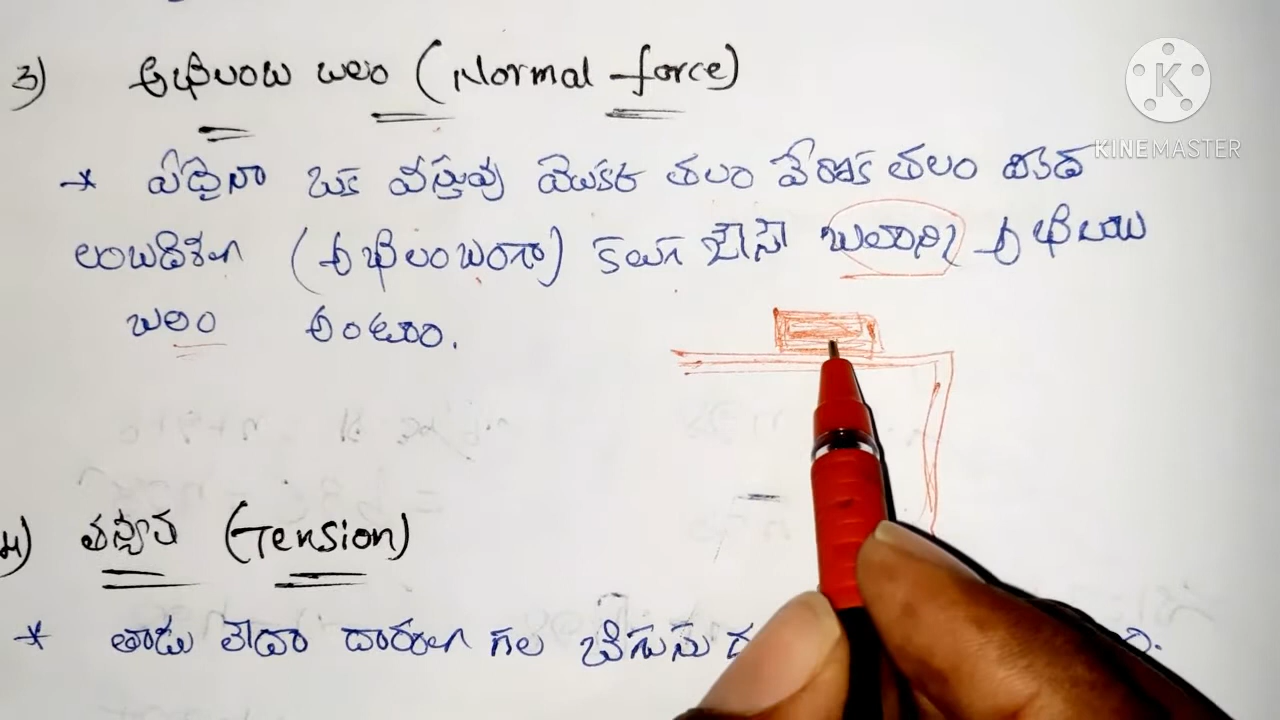 3) అభిలంబ బలం (Normal force)
KINEMASTER
* ఏదైనా ఒక వస్తువు యొక్క తలం వేరొక తలం మీద
లంబదిశగా (అభిలంబంగా) కలుగ జేసే బలాన్ని అభిలంబ
బలం అంటారు.
4) తన్యత (Tension)
* తాడు లేదా దారంలో గల బిగుసు